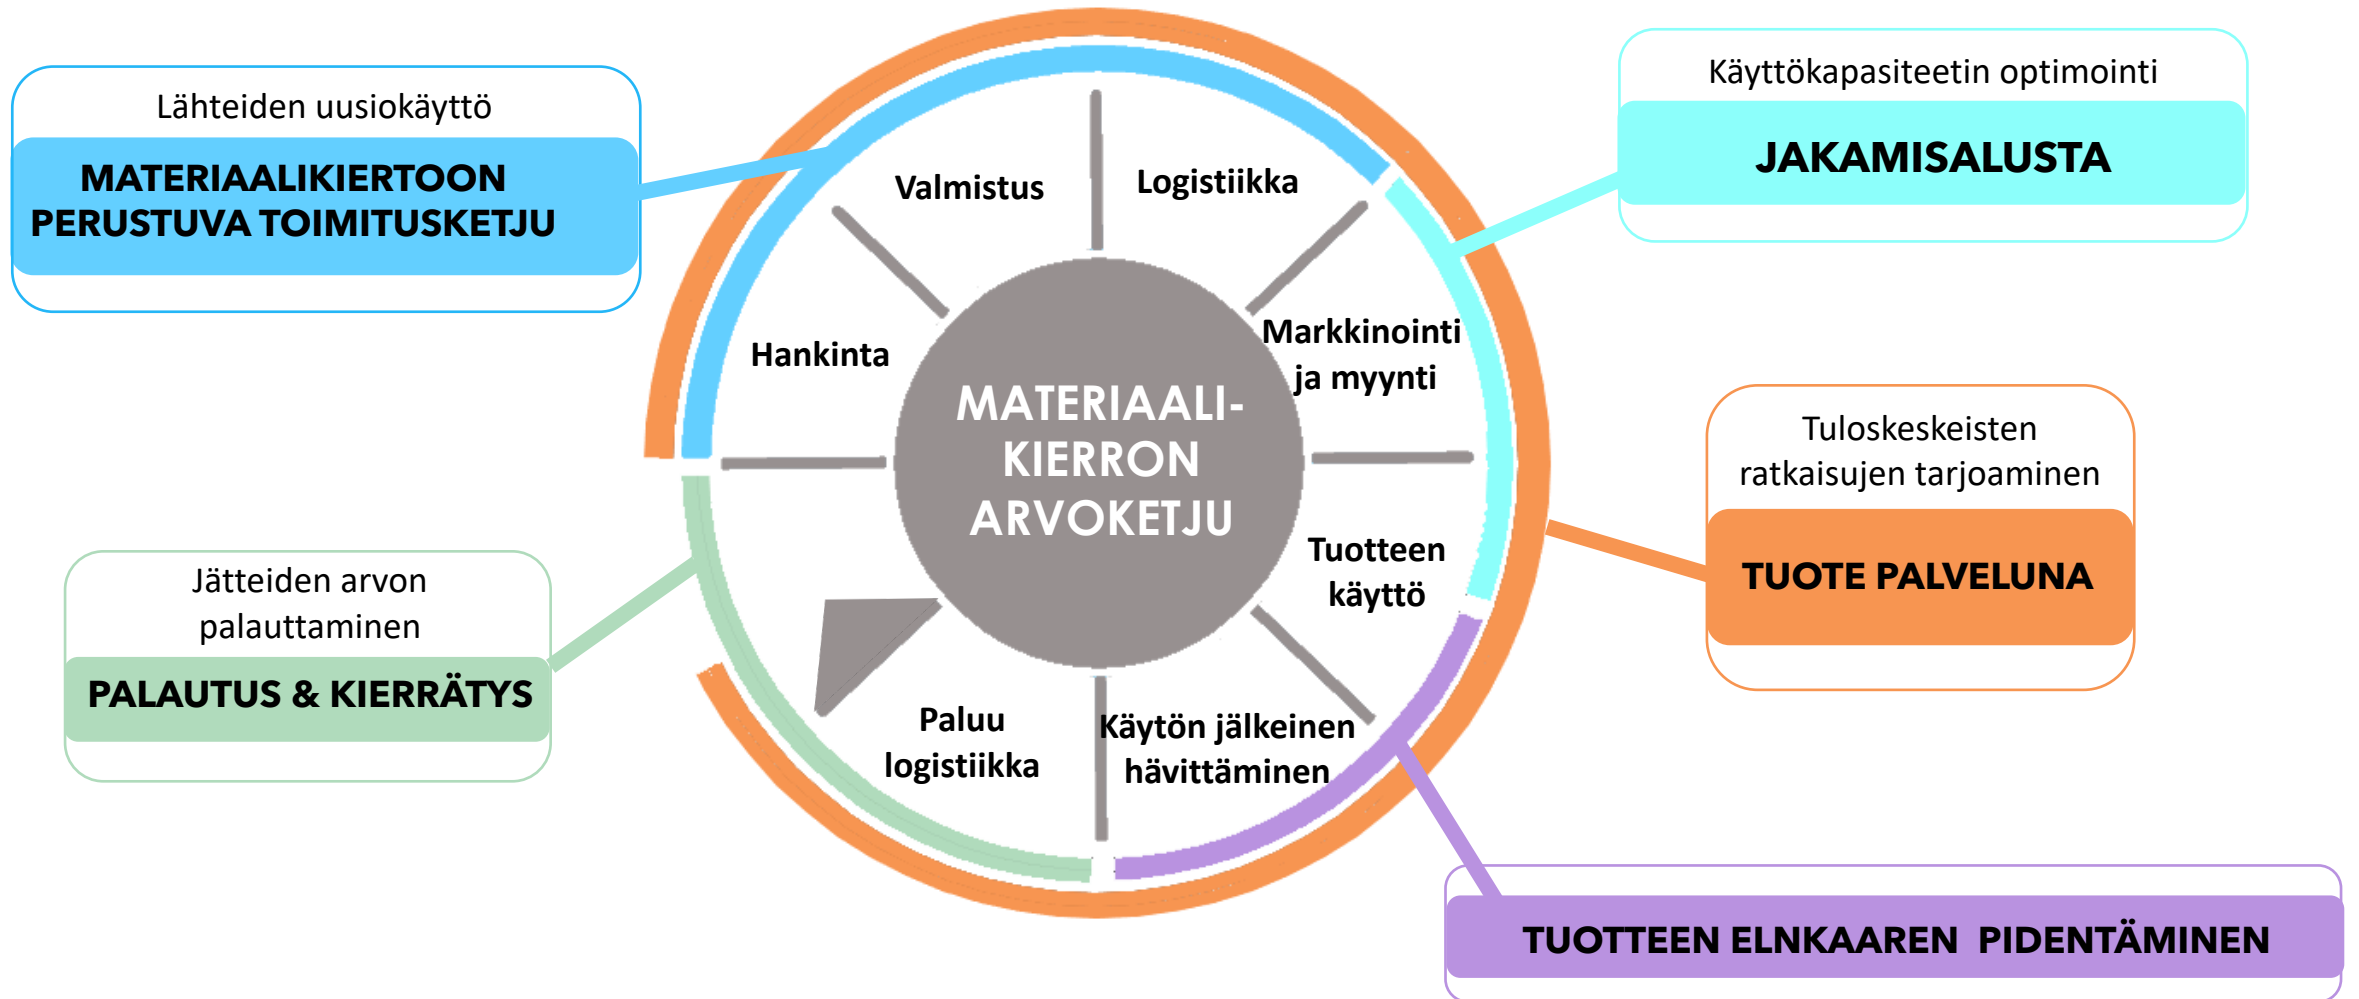 Lähteiden uusiokäyttö
MATERIAALIKIERTOON
PERUSTUVA TOIMITUSKETJU
Käyttökapasiteetin optimointi
JAKAMISALUSTA
Valmistus
Logistiikka
Hankinta
Markkinointi
ja myynti
MATERIAALI-
KIERRON
ARVOKETJU
Tuotteen
käyttö
Tuloskeskeisten
ratkaisujen tarjoaminen
TUOTE PALVELUNA
Jätteiden arvon
palauttaminen
PALAUTUS & KIERRÄTYS
Paluu
logistiikka
Käytön jälkeinen
hävittäminen
TUOTTEEN ELNKAAREN PIDENTÄMINEN